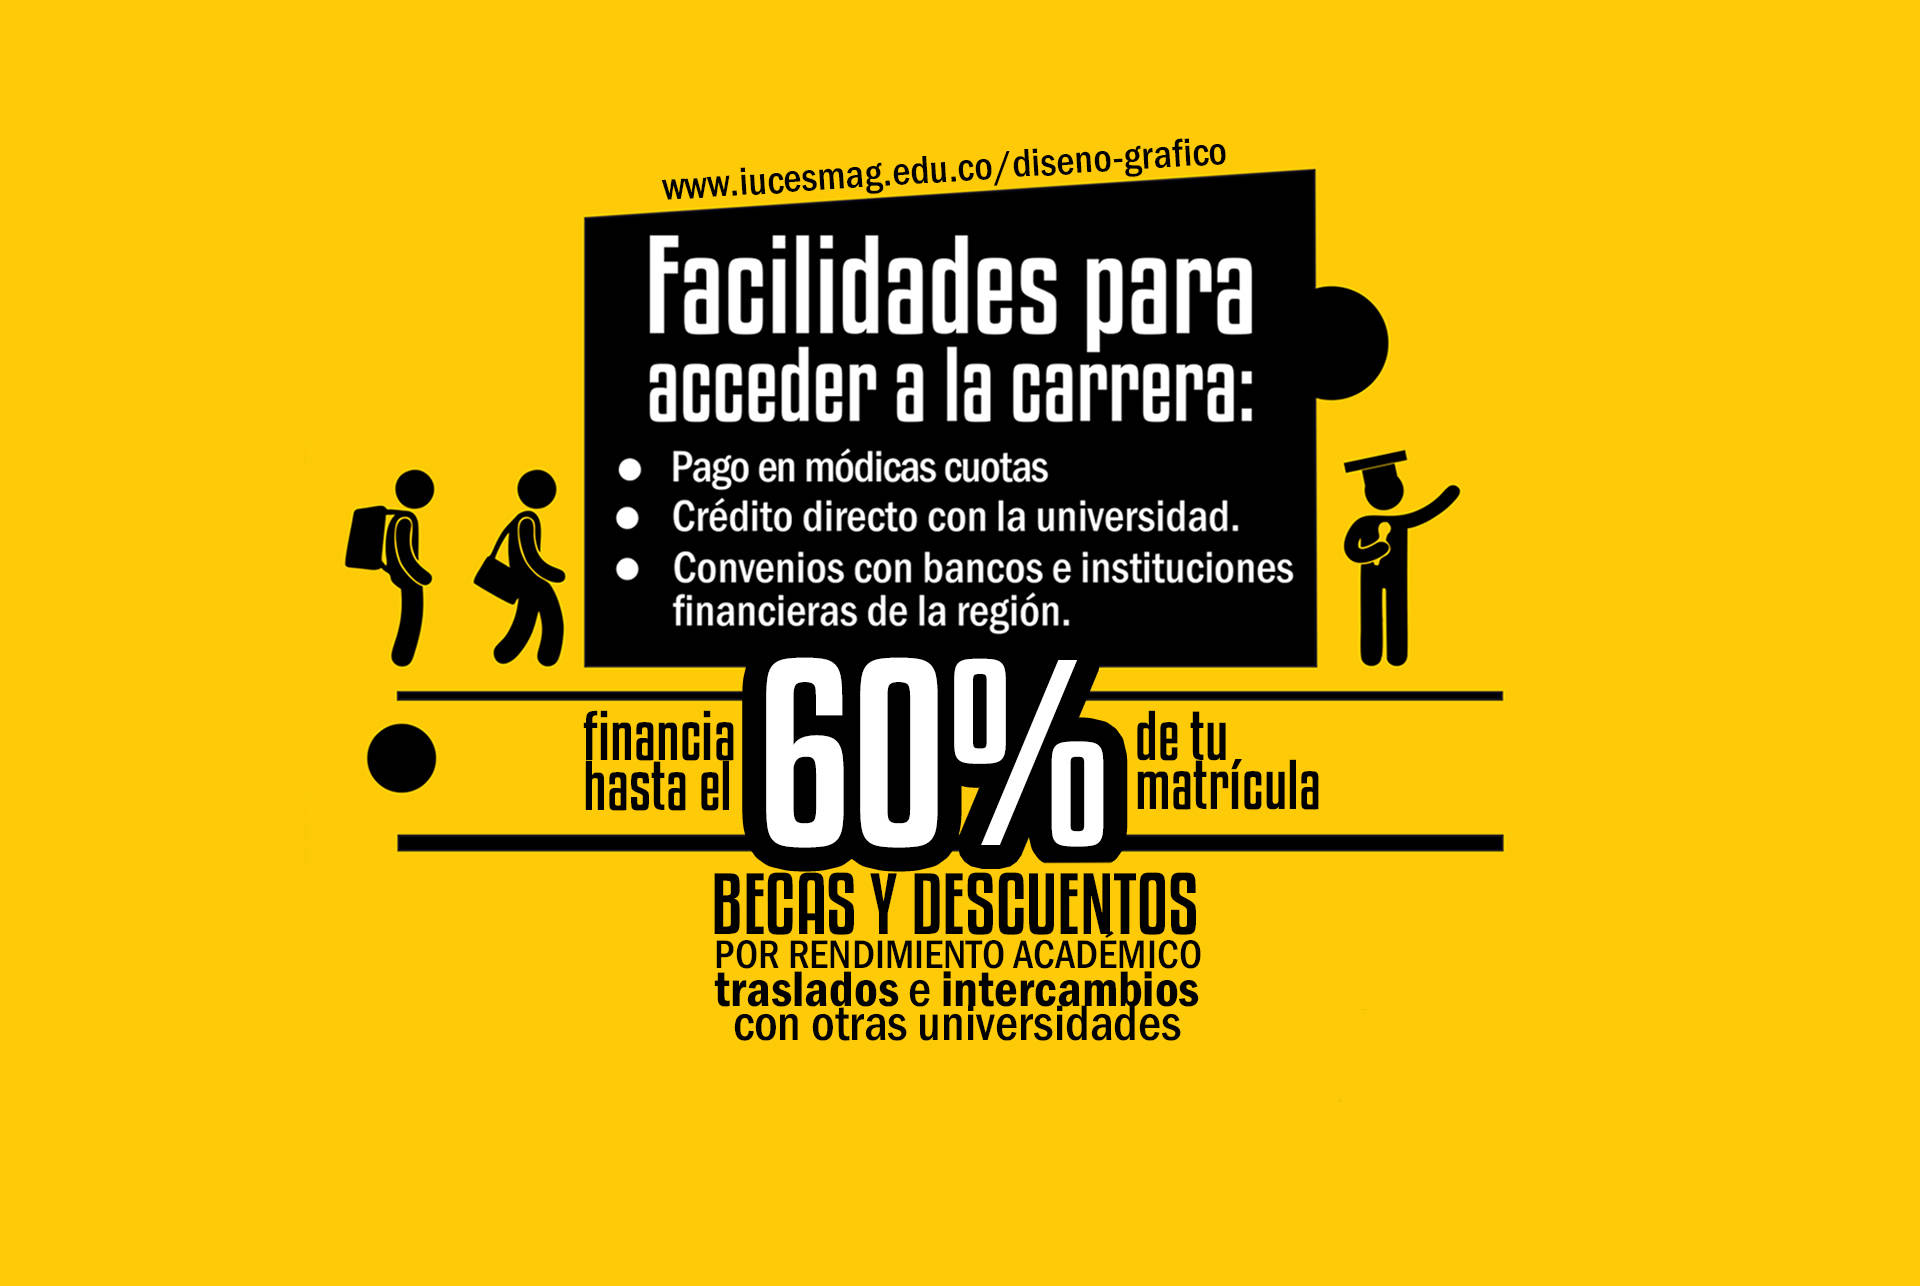 www.iucesmag.edu.co/diseno-grafico
Facilidades para
acceder a la carrera:
Pago en módicas cuotas
Crédito directo con la universidad.
Convenios con bancos e instituciones
financieras de la región.
financia
hasta el
60%
de tu
matrícula
BECAS Y DESCUENTOS
POR RENDIMIENTO ACADÉMICO
traslados e intercambios
con otras universidades